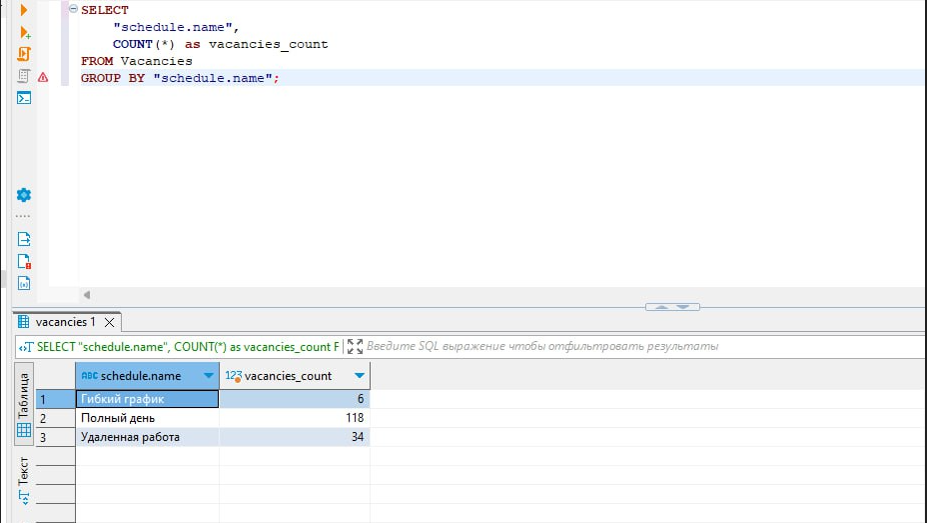 SELECT
"schedule.name",
COUNT(*) as vacancies_count
FROM Vacancies
GROUP BY "schedule.name";
vacancies 1
SELECT "schedule.name", COUNT(*) as vacancies_count F
Введите SQL выражение чтобы отфильтровать результаты
Таблица
Текст
ABC schedule.name 123 vacancies_count
1 Гибкий график 6
2 Полный день 118
3 Удаленная работа 34